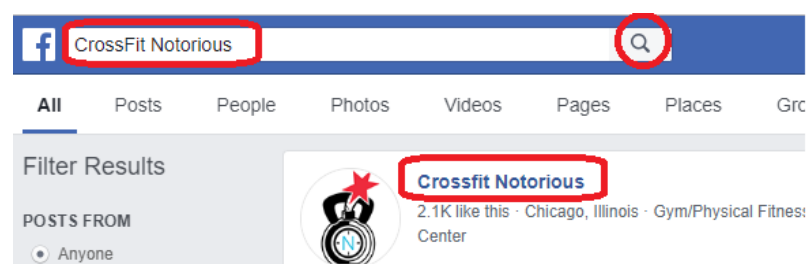 f CrossFit Notorious
All Posts People Photos Videos Pages Places Gro
Filter Results
Crossfit Notorious
2.1K like this · Chicago, Illinois · Gym/Physical Fitness
Center
POSTS FROM
Anyone
N